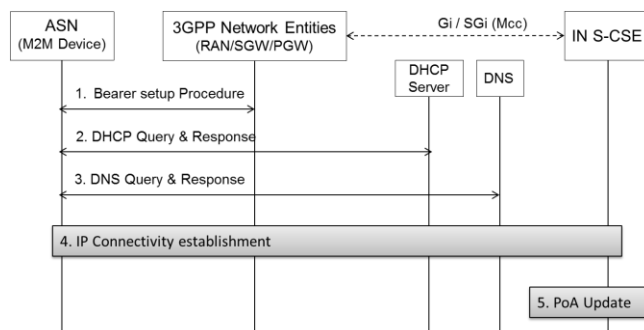 ASN
(M2M Device)
3GPP Network Entities
(RAN/SGW/PGW)
Gi / SGi (Mcc)
IN S-CSE
DHCP
Server
DNS
1. Bearer setup Procedure
2. DHCP Query & Response
3. DNS Query & Response
4. IP Connectivity establishment
5. PoA Update